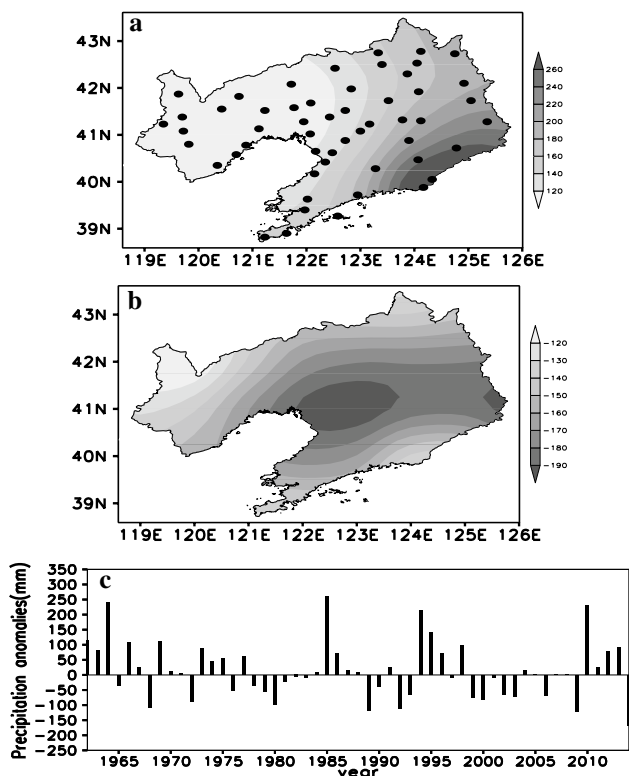 a
43N
42N
41N
40N
39N
119E 120E 121E 122E 123E 124E 125E 126E
260
240
220
200
180
160
140
120
b
43N
42N
41N
40N
39N
119E 120E 121E 122E 123E 124E 125E 126E
-120
-130
-140
-150
-160
-170
-180
-190
c
Precipitation anomalies(mm)
350
300
250
200
150
100
50
0
-50
-100
-150
-200
-250
1965 1970 1975 1980 1985 1990 1995 2000 2005 2010
year